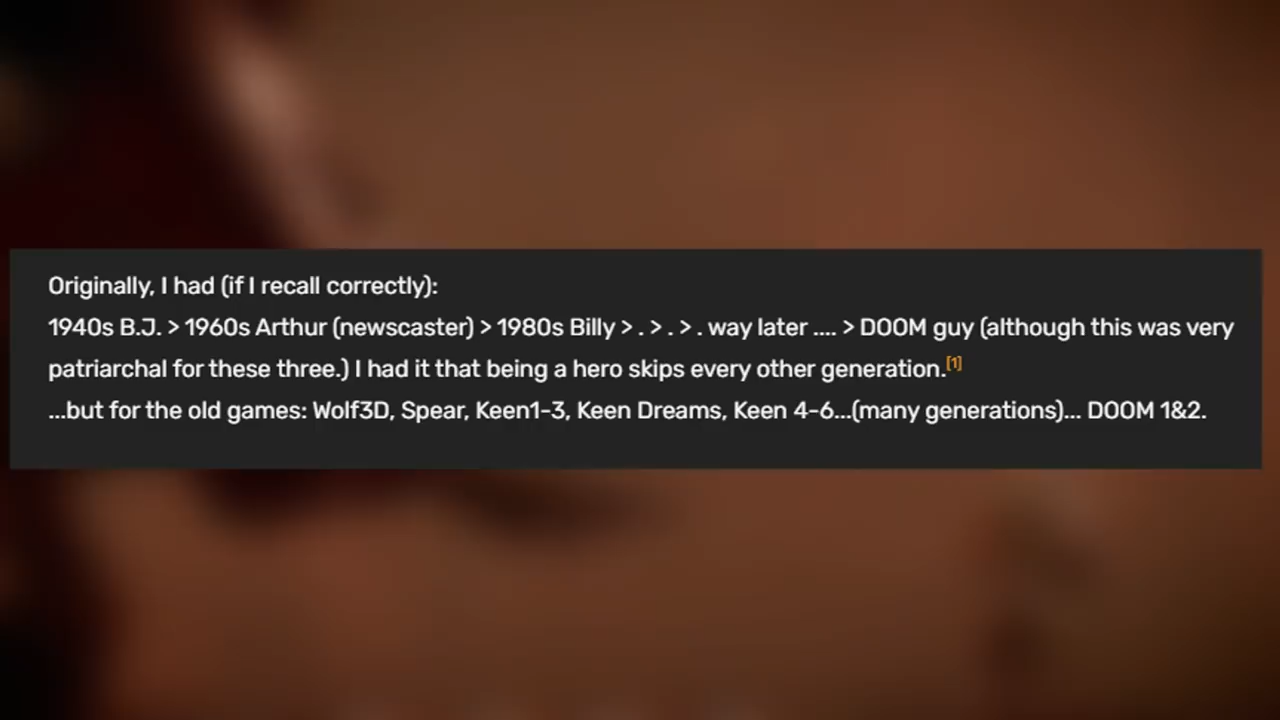 Originally, I had (if I recall correctly):
1940s B.J. > 1960s Arthur (newscaster) > 1980s Billy > . > . > . way later .... > DOOM guy (although this was very
patriarchal for these three.) I had it that being a hero skips every other generation.[1]
...but for the old games: Wolf3D, Spear, Keen1-3, Keen Dreams, Keen 4-6...(many generations)... DOOM 1&2.